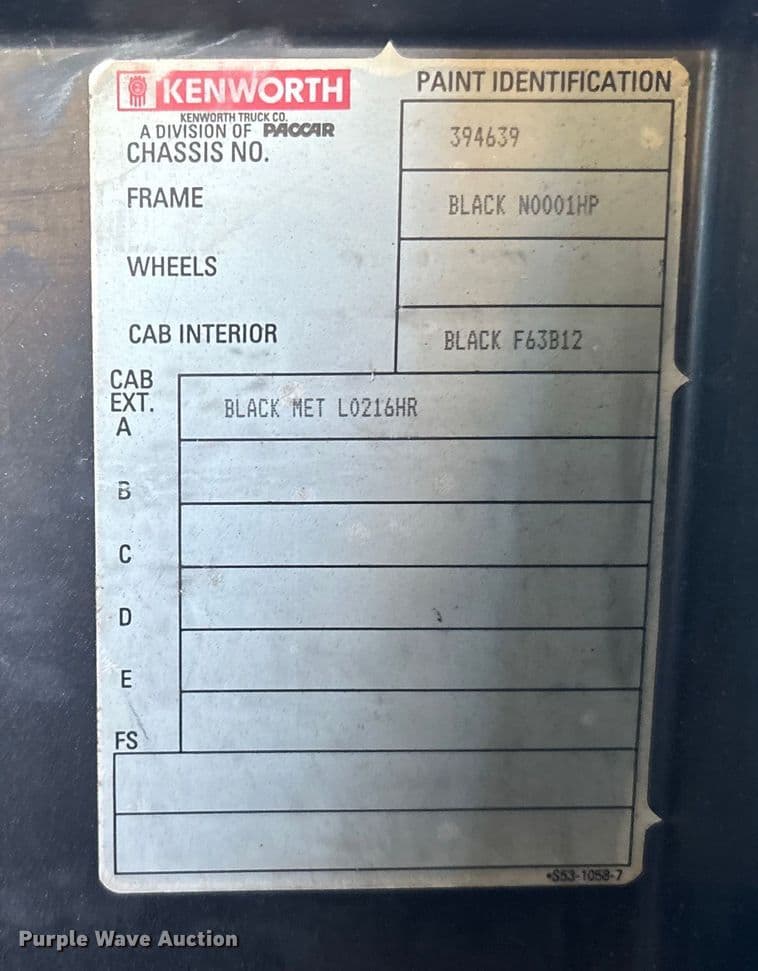 KENWORTH
KENWORTH TRUCK CO.
A DIVISION OF PACCAR
PAINT IDENTIFICATION
CHASSIS NO. 394639
FRAME BLACK N0001HP
WHEELS
CAB INTERIOR BLACK F63B12
CAB
EXT.
A BLACK MET L0216HR
B
C
D
E
FS
•S53-1058-7
Purple Wave Auction